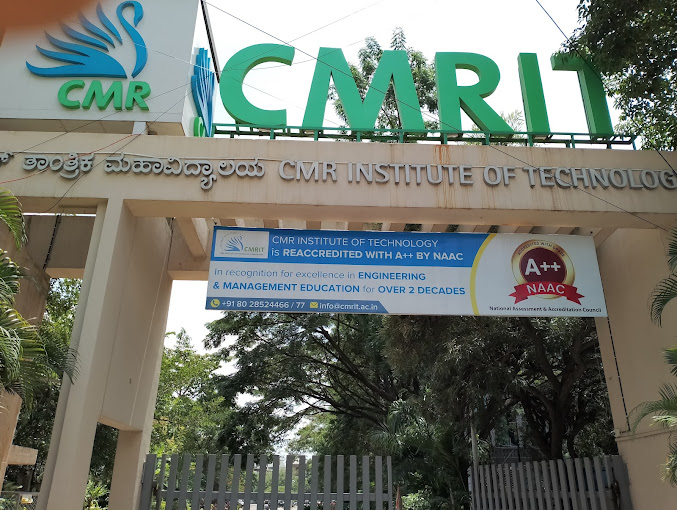 CMR
CMRIT
ತಾಂತ್ರಿಕ ಮಹಾವಿದ್ಯಾಲಯ CMR INSTITUTE OF TECHNOLOG
CMRIT
CMR INSTITUTE OF TECHNOLOGY
is REACCREDITED WITH A++ BY NAAC
In recognition for excellence in ENGINEERING
& MANAGEMENT EDUCATION for OVER 2 DECADES
+91 80 28524466 / 77 info@cmrit.ac.in
A++
NAAC
National Assessment & Accreditation Council